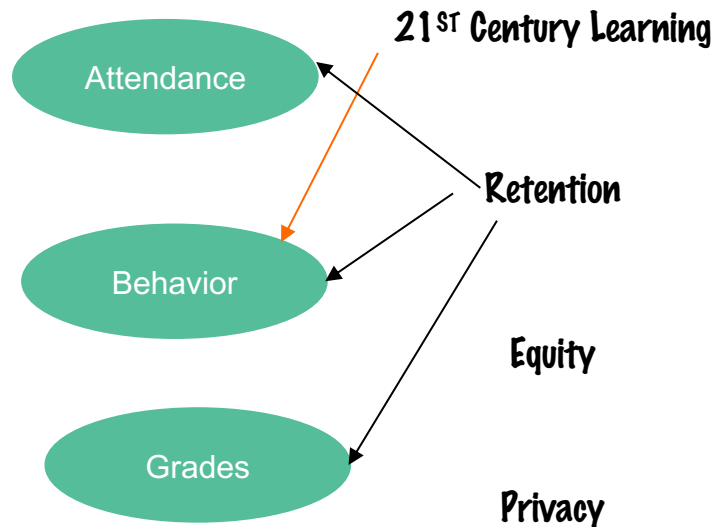 21ST Century Learning
Attendance
Retention
Behavior
Equity
Grades
Privacy